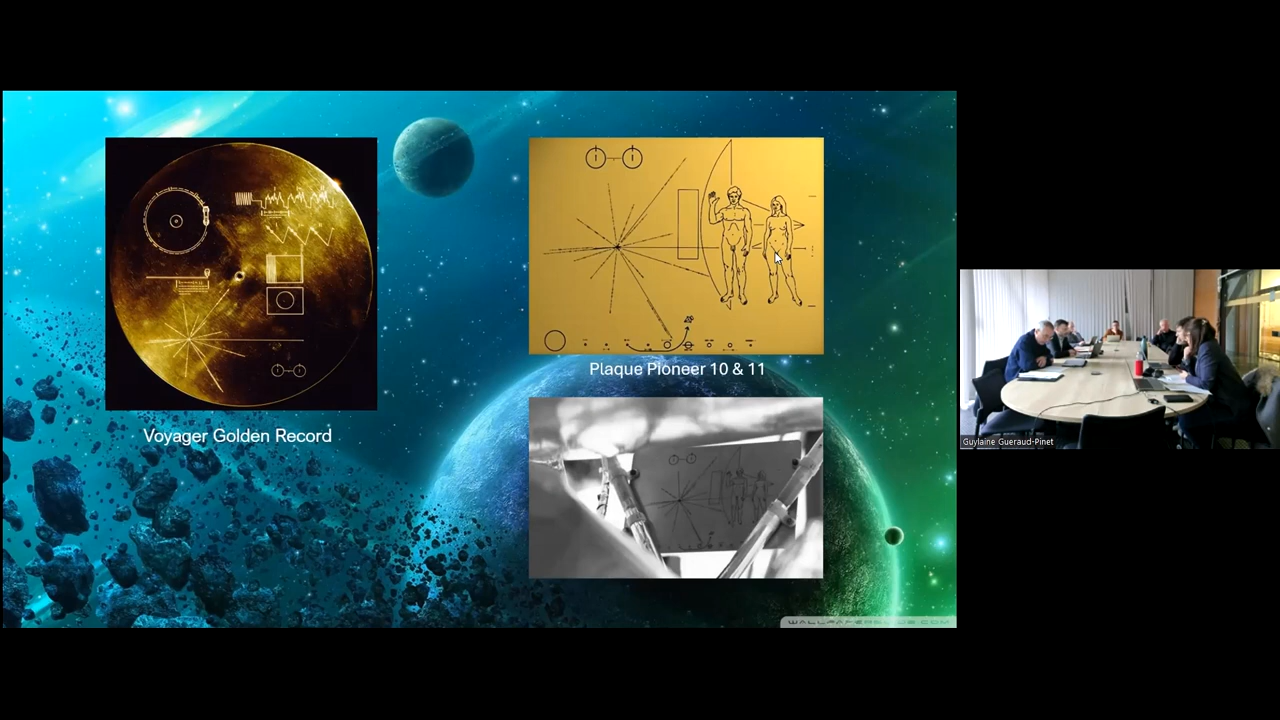 Plaque Pioneer 10 & 11
Voyager Golden Record
Guylaine Gueraud-Pinet